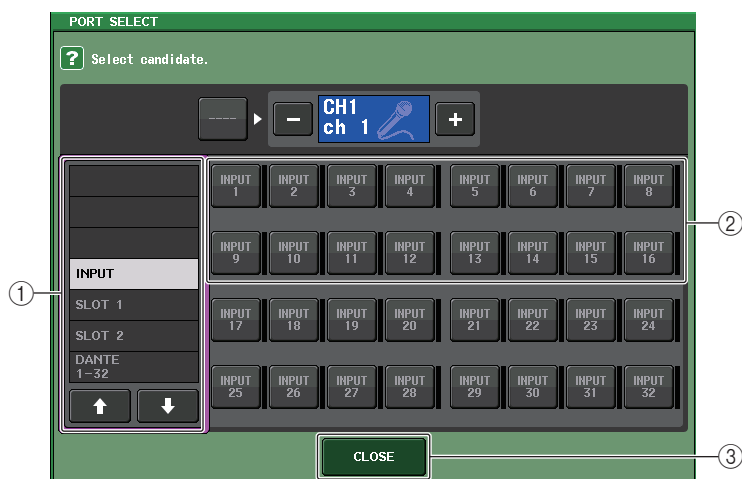 PORT SELECT
? Select candidate.
---- − CH1 +
ch 1
INPUT
SLOT 1
SLOT 2
DANTE
1-32
INPUT 1 INPUT 2 INPUT 3 INPUT 4 INPUT 5 INPUT 6 INPUT 7 INPUT 8
INPUT 9 INPUT 10 INPUT 11 INPUT 12 INPUT 13 INPUT 14 INPUT 15 INPUT 16
INPUT 17 INPUT 18 INPUT 19 INPUT 20 INPUT 21 INPUT 22 INPUT 23 INPUT 24
INPUT 25 INPUT 26 INPUT 27 INPUT 28 INPUT 29 INPUT 30 INPUT 31 INPUT 32
CLOSE
①
②
③